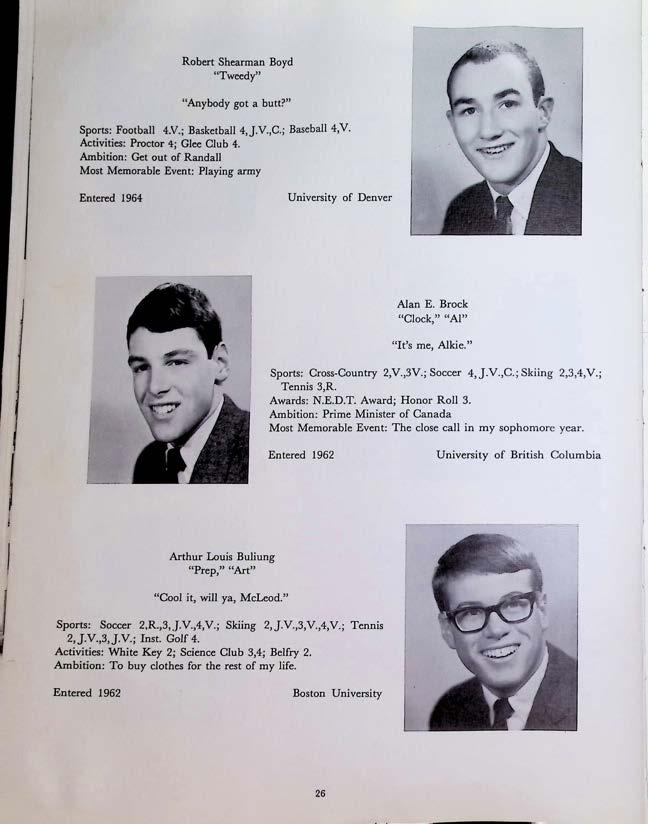 Robert Shearman Boyd
“Tweedy”
“Anybody got a butt?”
Sports: Football 4.V.; Basketball 4, J.V.,C.; Baseball 4,V.
Activities: Proctor 4; Glee Club 4.
Ambition: Get out of Randall
Most Memorable Event: Playing army
Entered 1964 University of Denver
Alan E. Brock
“Clock,” “Al”
“It’s me, Alkie.”
Sports: Cross-Country 2,V.,3V.; Soccer 4, J.V.,C.; Skiing 2,3,4,V.;
Tennis 3,R.
Awards: N.E.D.T. Award; Honor Roll 3.
Ambition: Prime Minister of Canada
Most Memorable Event: The close call in my sophomore year.
Entered 1962 University of British Columbia
Arthur Louis Buliung
“Prep,” “Art”
“Cool it, will ya, McLeod.”
Sports: Soccer 2,R.,3, J.V.,4,V.; Skiing 2, J.V.,3,V.,4,V.; Tennis
2, J.V.,3, J.V.; Inst. Golf 4.
Activities: White Key 2; Science Club 3,4; Belfry 2.
Ambition: To buy clothes for the rest of my life.
Entered 1962 Boston University
26